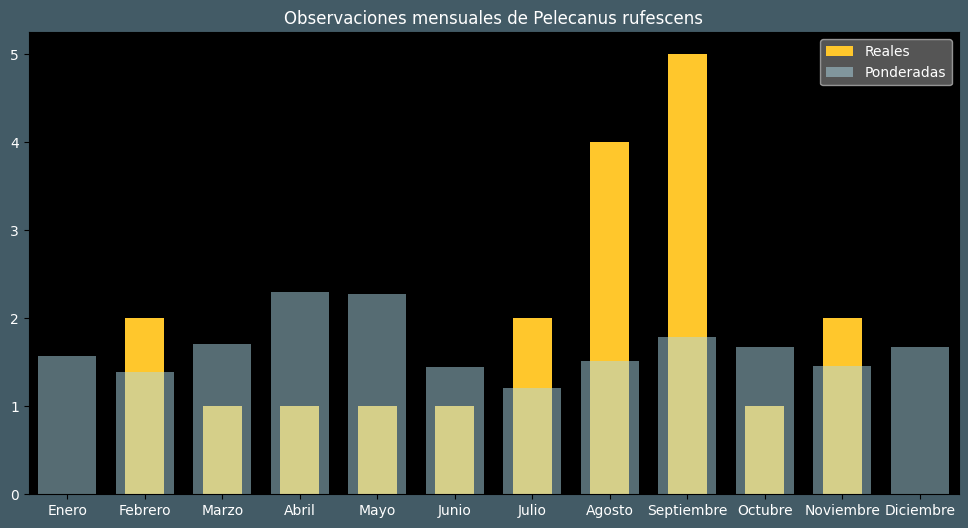 Observaciones mensuales de Pelecanus rufescens
Reales
Ponderadas
5
4
3
2
1
0
Enero Febrero Marzo Abril Mayo Junio Julio Agosto Septiembre Octubre Noviembre Diciembre